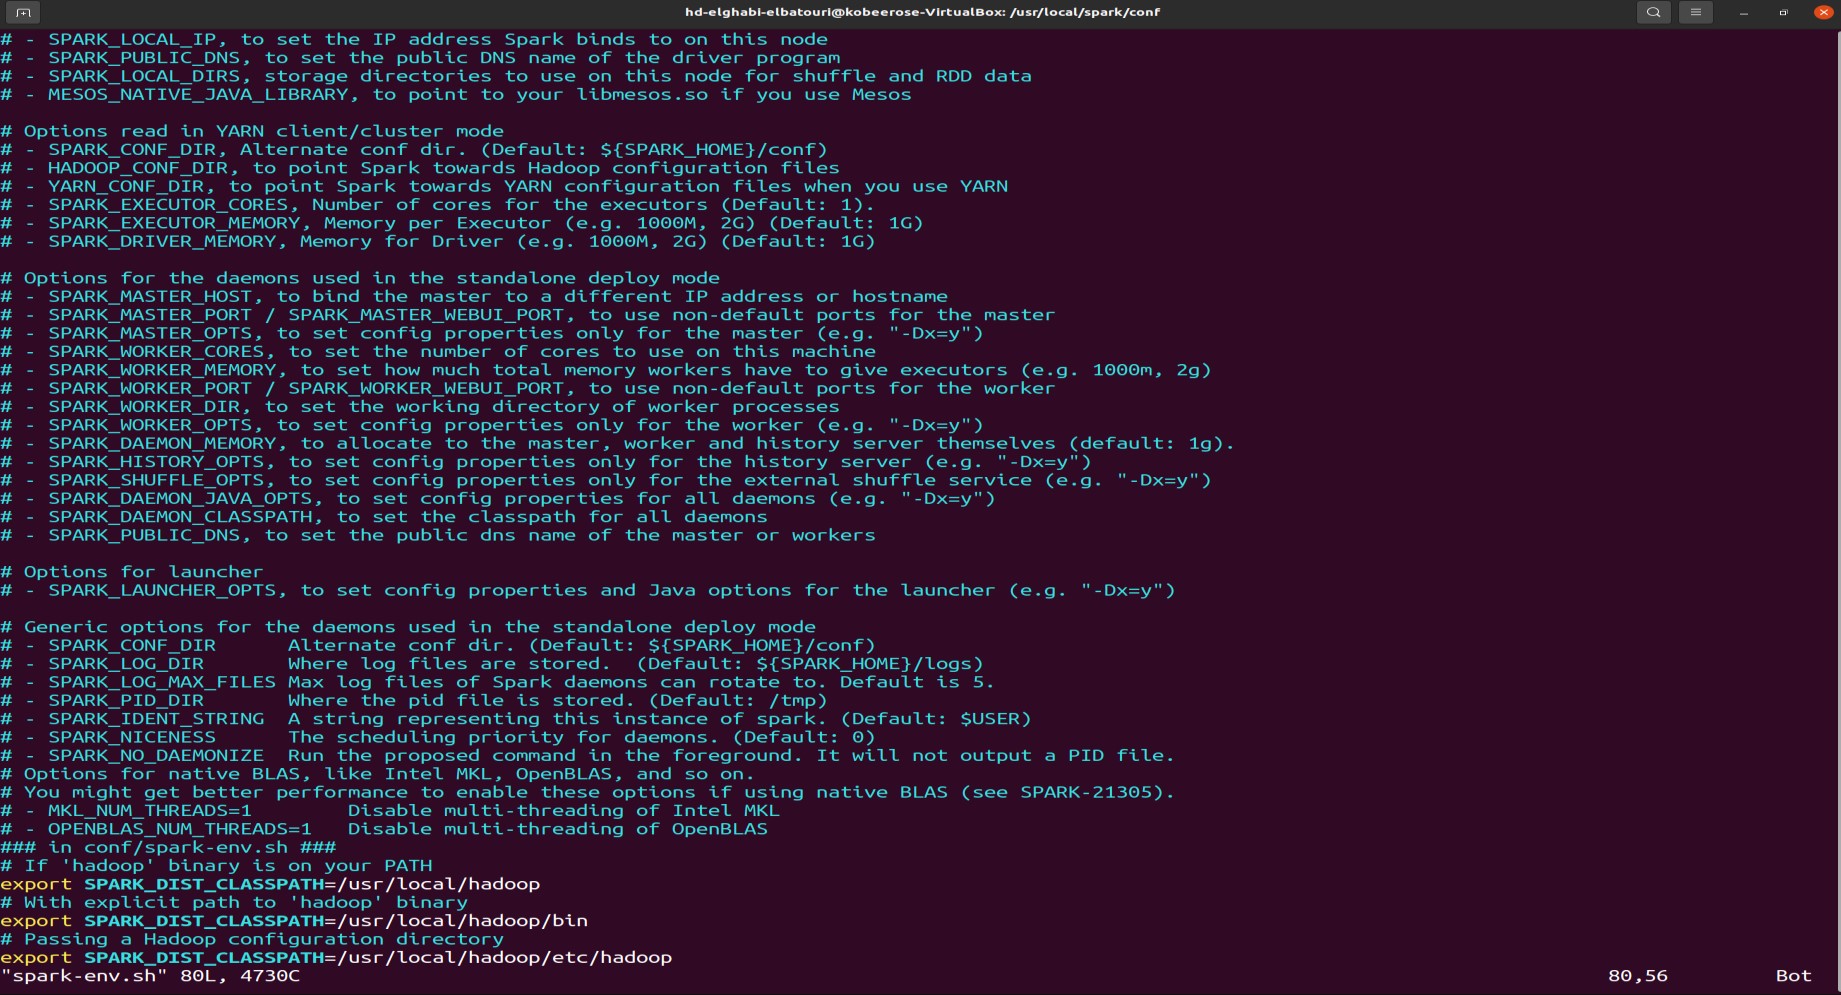 hd-elghabi-elbatouri@kobeerose-VirtualBox: /usr/local/spark/conf
# - SPARK_LOCAL_IP, to set the IP address Spark binds to on this node
# - SPARK_PUBLIC_DNS, to set the public DNS name of the driver program
# - SPARK_LOCAL_DIRS, storage directories to use on this node for shuffle and RDD data
# - MESOS_NATIVE_JAVA_LIBRARY, to point to your libmesos.so if you use Mesos

# Options read in YARN client/cluster mode
# - SPARK_CONF_DIR, Alternate conf dir. (Default: ${SPARK_HOME}/conf)
# - HADOOP_CONF_DIR, to point Spark towards Hadoop configuration files
# - YARN_CONF_DIR, to point Spark towards YARN configuration files when you use YARN
# - SPARK_EXECUTOR_CORES, Number of cores for the executors (Default: 1).
# - SPARK_EXECUTOR_MEMORY, Memory per Executor (e.g. 1000M, 2G) (Default: 1G)
# - SPARK_DRIVER_MEMORY, Memory for Driver (e.g. 1000M, 2G) (Default: 1G)

# Options for the daemons used in the standalone deploy mode
# - SPARK_MASTER_HOST, to bind the master to a different IP address or hostname
# - SPARK_MASTER_PORT / SPARK_MASTER_WEBUI_PORT, to use non-default ports for the master
# - SPARK_MASTER_OPTS, to set config properties only for the master (e.g. "-Dx=y")
# - SPARK_WORKER_CORES, to set the number of cores to use on this machine
# - SPARK_WORKER_MEMORY, to set how much total memory workers have to give executors (e.g. 1000m, 2g)
# - SPARK_WORKER_PORT / SPARK_WORKER_WEBUI_PORT, to use non-default ports for the worker
# - SPARK_WORKER_DIR, to set the working directory of worker processes
# - SPARK_WORKER_OPTS, to set config properties only for the worker (e.g. "-Dx=y")
# - SPARK_DAEMON_MEMORY, to allocate to the master, worker and history server themselves (default: 1g).
# - SPARK_HISTORY_OPTS, to set config properties only for the history server (e.g. "-Dx=y")
# - SPARK_SHUFFLE_OPTS, to set config properties only for the external shuffle service (e.g. "-Dx=y")
# - SPARK_DAEMON_JAVA_OPTS, to set config properties for all daemons (e.g. "-Dx=y")
# - SPARK_DAEMON_CLASSPATH, to set the classpath for all daemons
# - SPARK_PUBLIC_DNS, to set the public dns name of the master or workers

# Options for launcher
# - SPARK_LAUNCHER_OPTS, to set config properties and Java options for the launcher (e.g. "-Dx=y")

# Generic options for the daemons used in the standalone deploy mode
# - SPARK_CONF_DIR      Alternate conf dir. (Default: ${SPARK_HOME}/conf)
# - SPARK_LOG_DIR       Where log files are stored.  (Default: ${SPARK_HOME}/logs)
# - SPARK_LOG_MAX_FILES Max log files of Spark daemons can rotate to. Default is 5.
# - SPARK_PID_DIR       Where the pid file is stored. (Default: /tmp)
# - SPARK_IDENT_STRING  A string representing this instance of spark. (Default: $USER)
# - SPARK_NICENESS      The scheduling priority for daemons. (Default: 0)
# - SPARK_NO_DAEMONIZE  Run the proposed command in the foreground. It will not output a PID file.
# Options for native BLAS, like Intel MKL, OpenBLAS, and so on.
# You might get better performance to enable these options if using native BLAS (see SPARK-21305).
# - MKL_NUM_THREADS=1        Disable multi-threading of Intel MKL
# - OPENBLAS_NUM_THREADS=1   Disable multi-threading of OpenBLAS
### in conf/spark-env.sh ###
# If 'hadoop' binary is on your PATH
export SPARK_DIST_CLASSPATH=/usr/local/hadoop
# With explicit path to 'hadoop' binary
export SPARK_DIST_CLASSPATH=/usr/local/hadoop/bin
# Passing a Hadoop configuration directory
export SPARK_DIST_CLASSPATH=/usr/local/hadoop/etc/hadoop
"spark-env.sh" 80L, 4730C 80,56 Bot